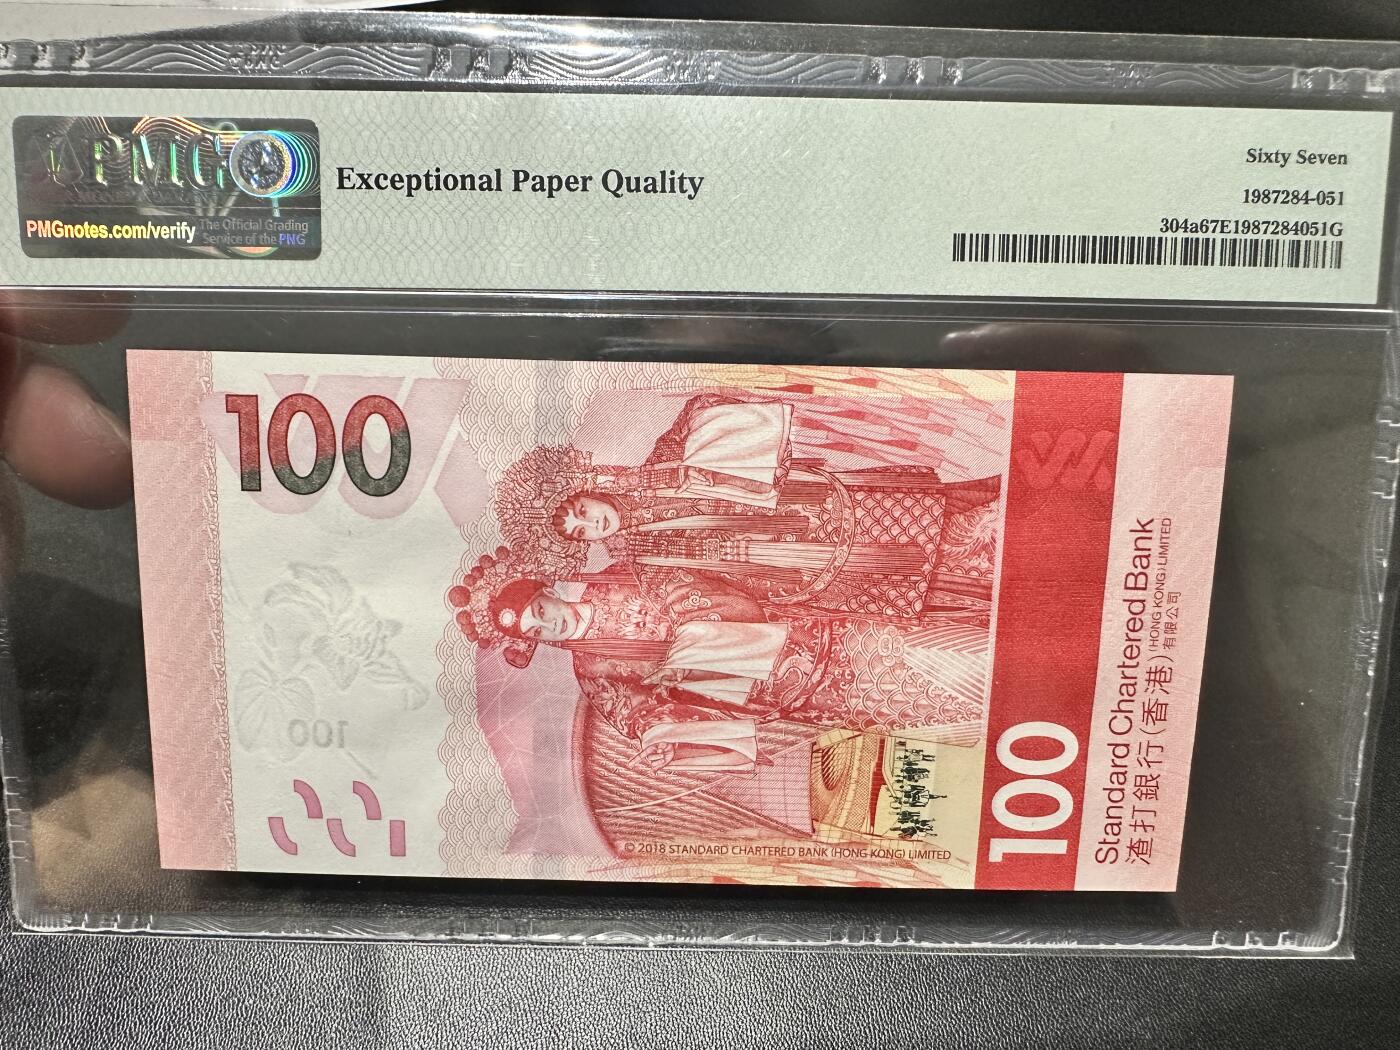 PMG
PMGnotes.com/verify
The Official Grading
Service of the PNG
Exceptional Paper Quality
Sixty Seven
1987284-051
304a67E1987284051G
100
100
© 2018 STANDARD CHARTERED BANK (HONG KONG) LIMITED
100
Standard Chartered Bank
(HONG KONG) LIMITED
渣打銀行(香港)有限公司